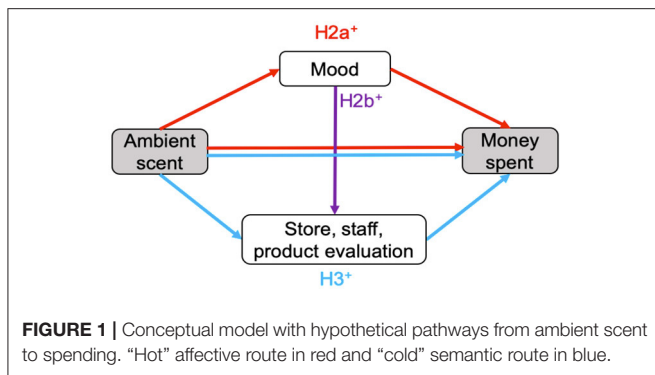 H2a⁺
Mood
H2b⁺
Ambient
scent
Money
spent
Store, staff,
product evaluation
H3⁺
FIGURE 1 | Conceptual model with hypothetical pathways from ambient scent
to spending. “Hot” affective route in red and “cold” semantic route in blue.